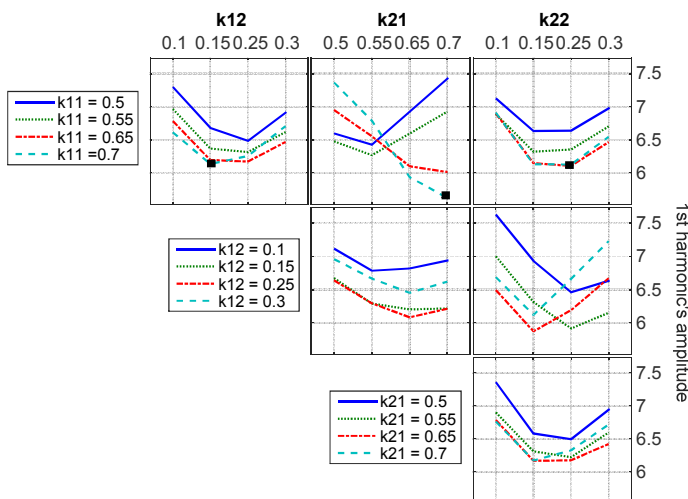 k12 k21 k22
0.1 0.15 0.25 0.3 0.5 0.55 0.65 0.7 0.1 0.15 0.25 0.3
7.5
7
6.5
6
k11 = 0.5
k11 = 0.55
k11 = 0.65
k11 =0.7
7.5
7
6.5
6
k12 = 0.1
k12 = 0.15
k12 = 0.25
k12 = 0.3
1st harmonic's amplitude
7.5
7
6.5
6
k21 = 0.5
k21 = 0.55
k21 = 0.65
k21 = 0.7